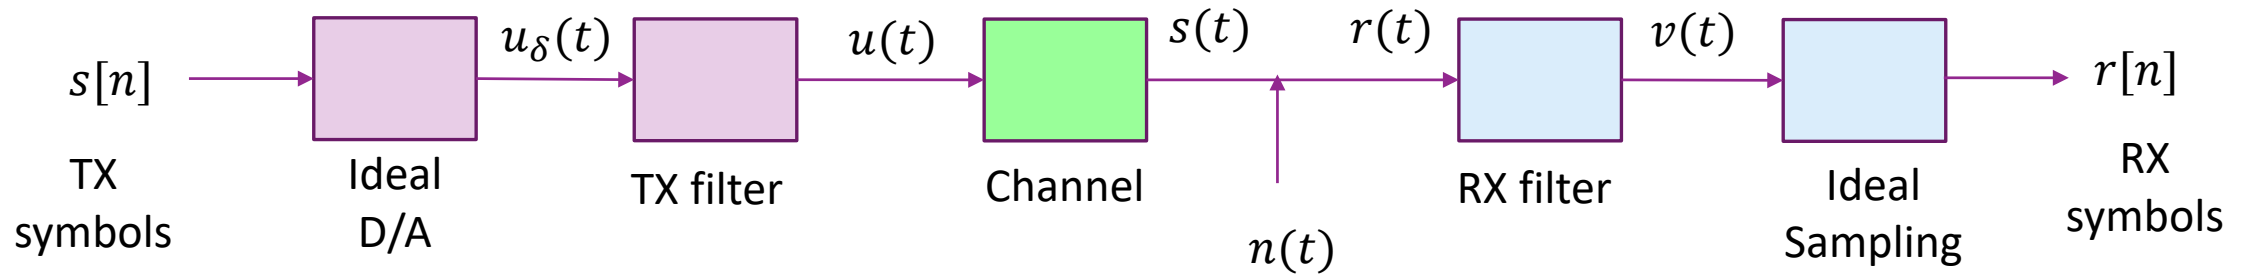 s[n]
TX
symbols
Ideal
D/A
u_δ(t)
TX filter
u(t)
Channel
s(t)
n(t)
r(t)
RX filter
v(t)
Ideal
Sampling
r[n]
RX
symbols